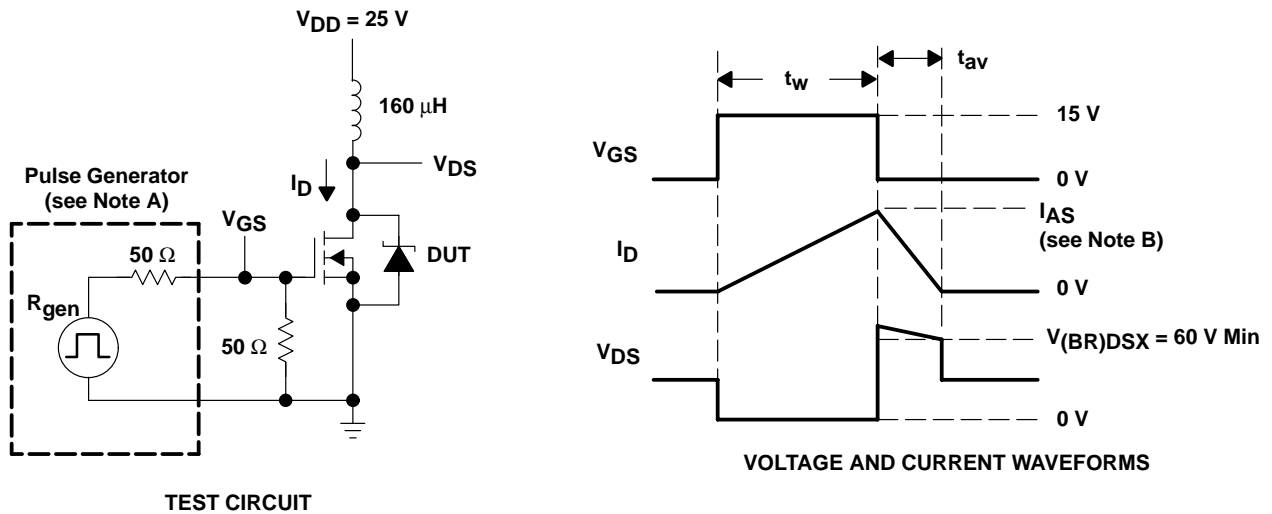 VDD = 25 V
160 μH
VDS
ID
Pulse Generator
(see Note A)
VGS
50 Ω
DUT
Rgen
50 Ω
TEST CIRCUIT
tw
tav
15 V
VGS
0 V
IAS
(see Note B)
ID
0 V
V(BR)DSX = 60 V Min
VDS
0 V
VOLTAGE AND CURRENT WAVEFORMS